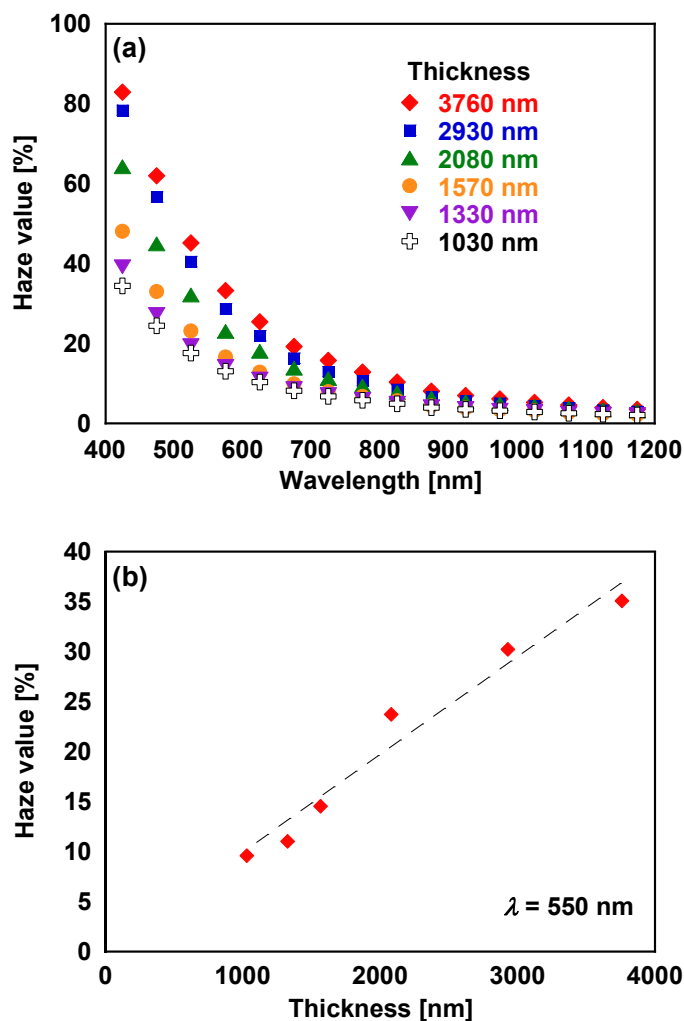 (a)
Thickness
3760 nm
2930 nm
2080 nm
1570 nm
1330 nm
1030 nm
Haze value [%]
100
80
60
40
20
0
400 500 600 700 800 900 1000 1100 1200
Wavelength [nm]
(b)
Haze value [%]
40
35
30
25
20
15
10
5
0
λ = 550 nm
0 1000 2000 3000 4000
Thickness [nm]